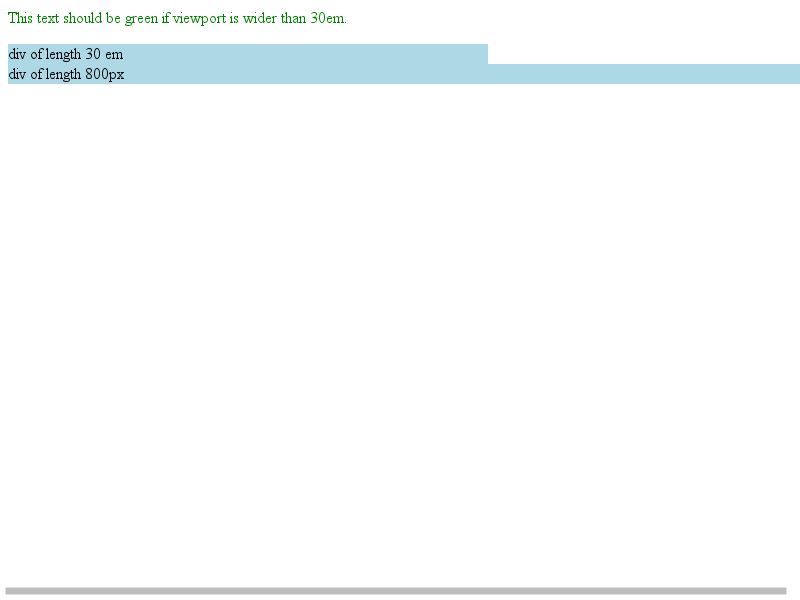 This text should be green if viewport is wider than 30em.
div of length 30 em
div of length 800px